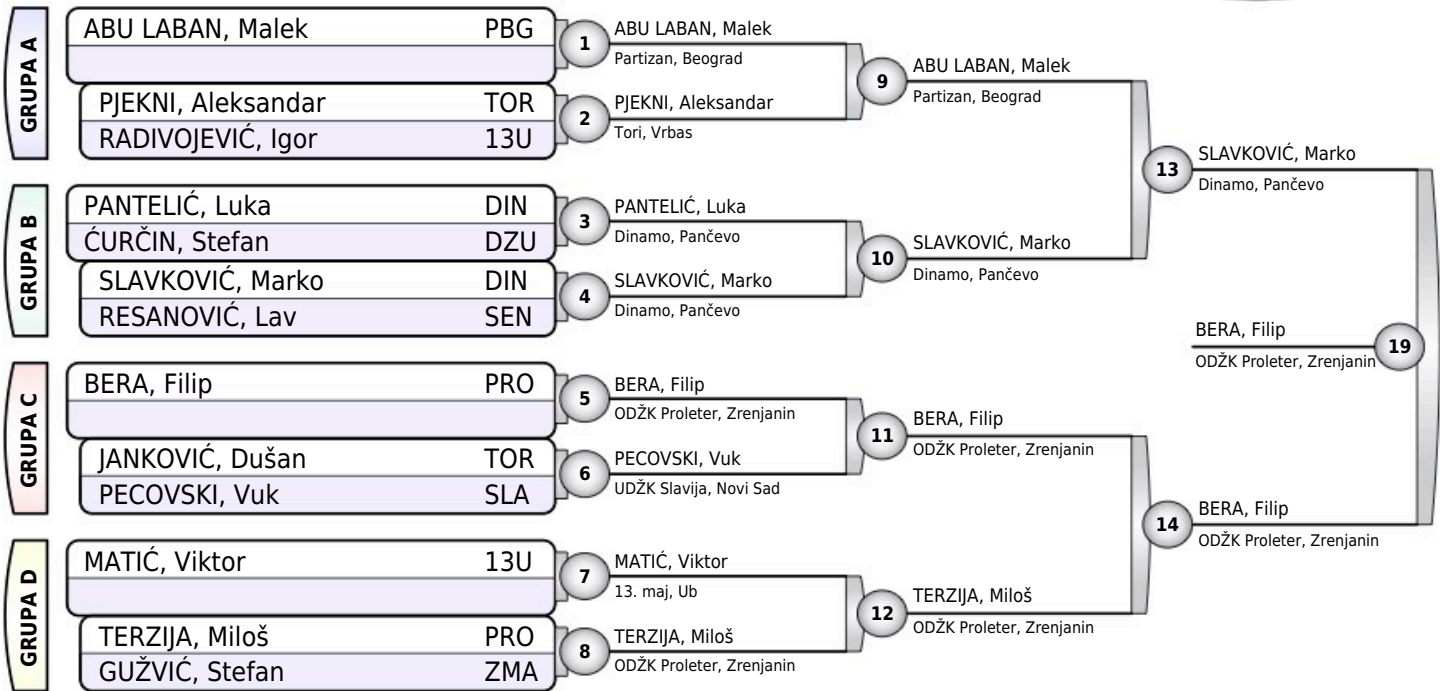 GRUPA A
ABU LABAN, Malek PBG
PJEKNI, Aleksandar TOR
RADIVOJEVIĆ, Igor 13U
GRUPA B
PANTELIĆ, Luka DIN
ĆURČIN, Stefan DZU
SLAVKOVIĆ, Marko DIN
RESANOVIĆ, Lav SEN
GRUPA C
BERA, Filip PRO
JANKOVIĆ, Dušan TOR
PECOVSKI, Vuk SLA
GRUPA D
MATIĆ, Viktor 13U
TERZIJA, Miloš PRO
GUŽVIĆ, Stefan ZMA
1 ABU LABAN, Malek
Partizan, Beograd
2 PJEKNI, Aleksandar
Tori, Vrbas
3 PANTELIĆ, Luka
Dinamo, Pančevo
4 SLAVKOVIĆ, Marko
Dinamo, Pančevo
5 BERA, Filip
ODŽK Proleter, Zrenjanin
6 PECOVSKI, Vuk
UDŽK Slavija, Novi Sad
7 MATIĆ, Viktor
13. maj, Ub
8 TERZIJA, Miloš
ODŽK Proleter, Zrenjanin
9 ABU LABAN, Malek
Partizan, Beograd
10 SLAVKOVIĆ, Marko
Dinamo, Pančevo
11 BERA, Filip
ODŽK Proleter, Zrenjanin
12 TERZIJA, Miloš
ODŽK Proleter, Zrenjanin
13 SLAVKOVIĆ, Marko
Dinamo, Pančevo
14 BERA, Filip
ODŽK Proleter, Zrenjanin
BERA, Filip
ODŽK Proleter, Zrenjanin 19